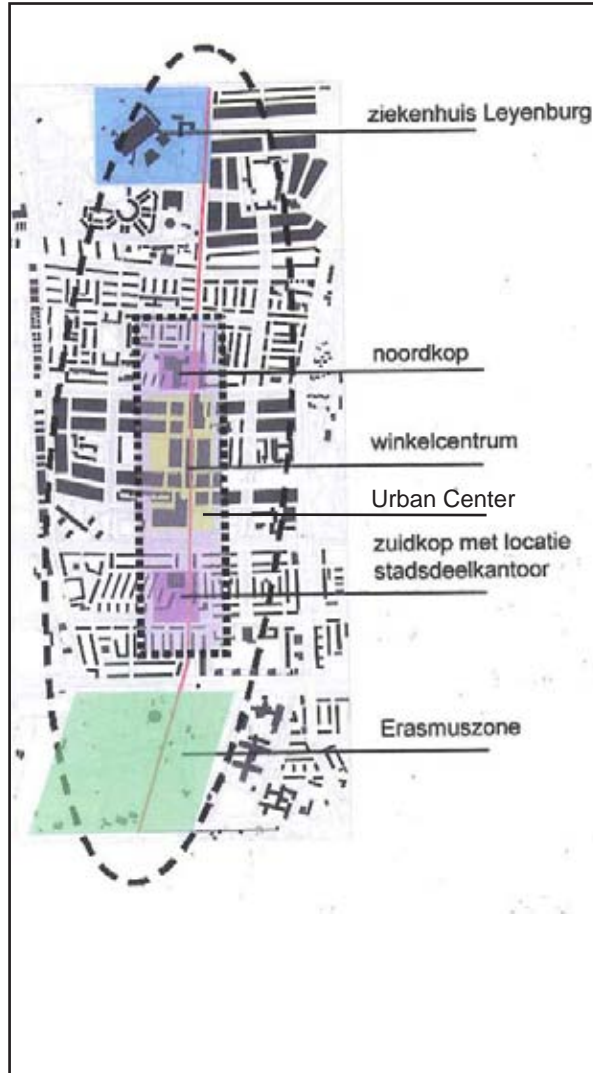 ziekenhuis Leyenburg
noordkop
winkelcentrum
Urban Center
zuidkop met locatie
stadsdeelkantoor
Erasmuszone